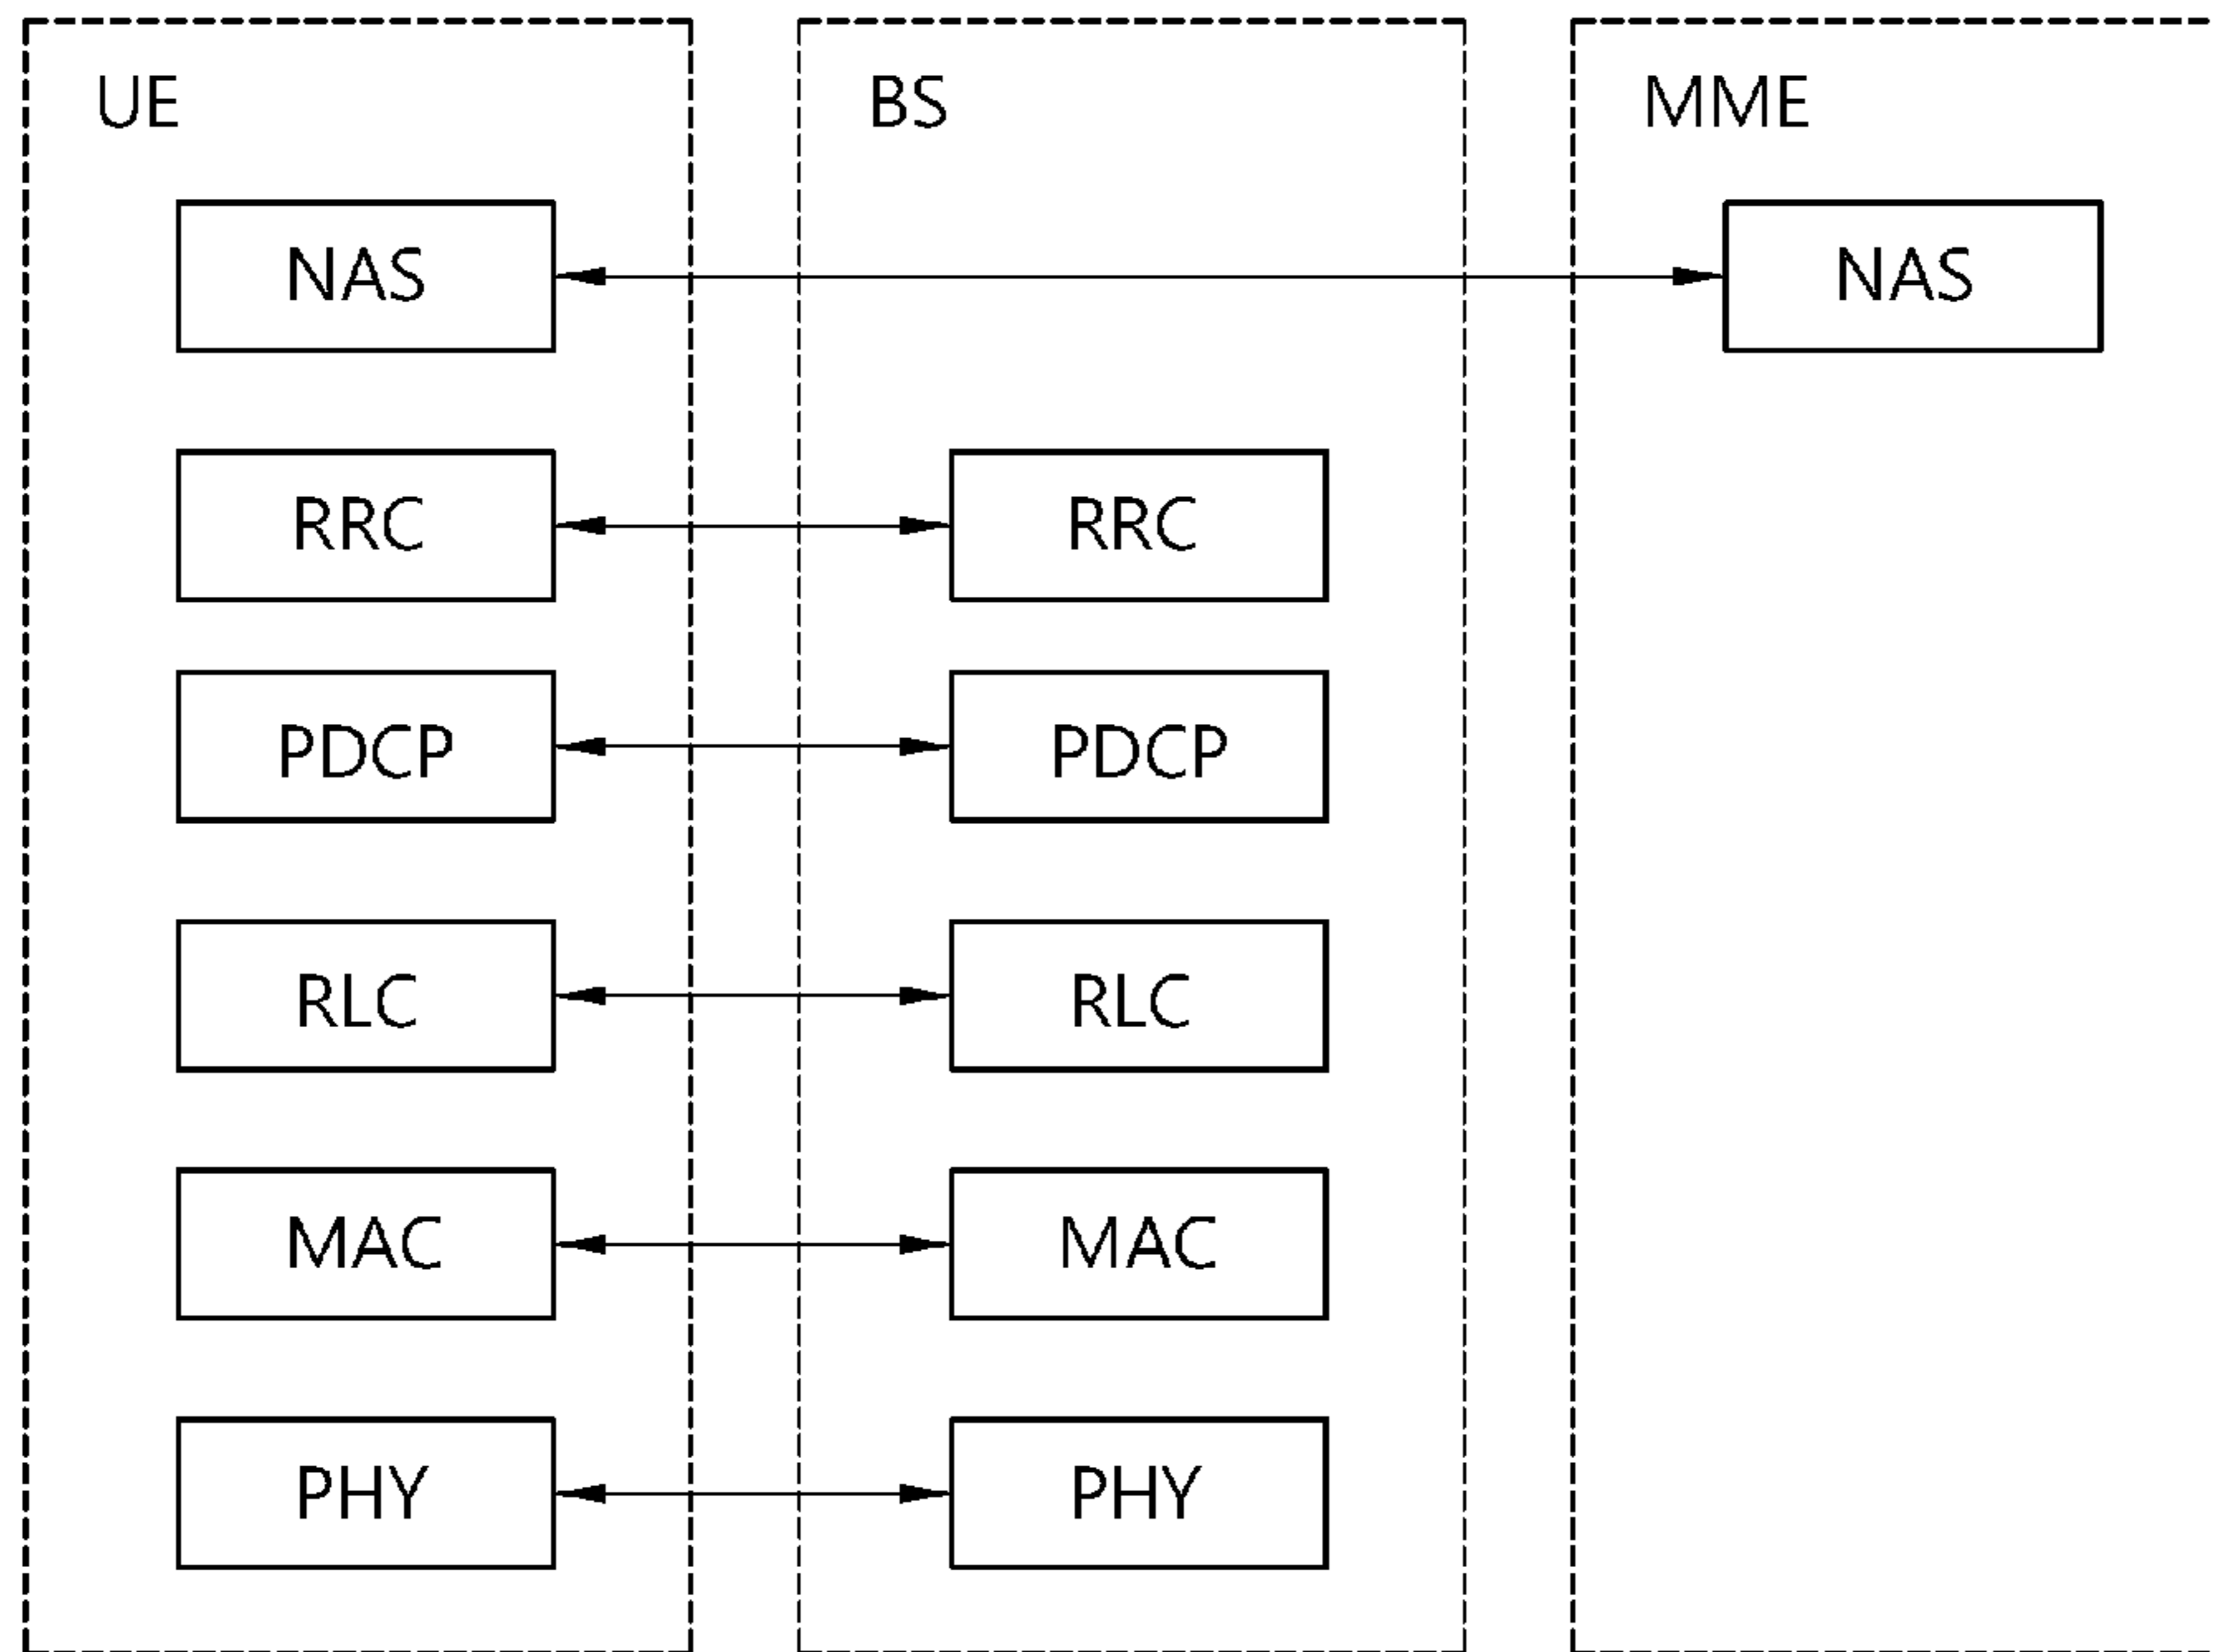 UE BS MME
NAS NAS
RRC RRC
PDCP PDCP
RLC RLC
MAC MAC
PHY PHY